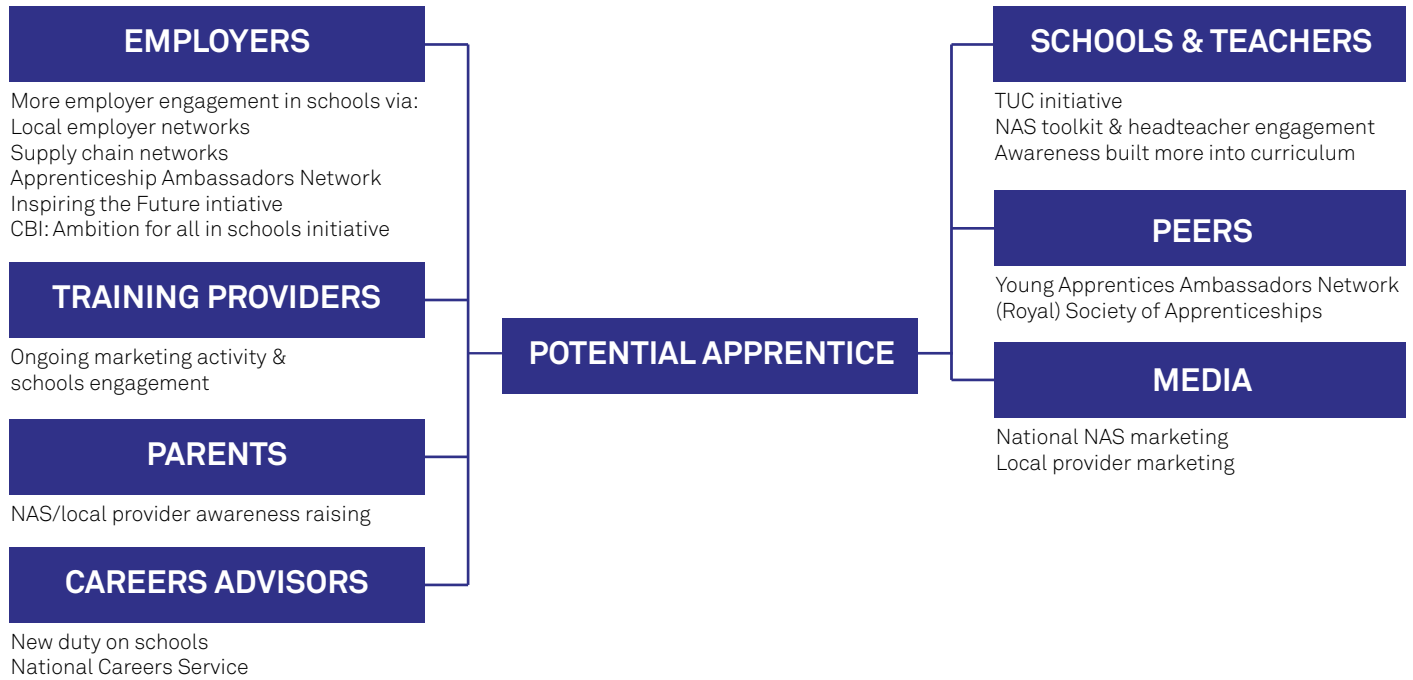 EMPLOYERS
More employer engagement in schools via:
Local employer networks
Supply chain networks
Apprenticeship Ambassadors Network
Inspiring the Future intiative
CBI: Ambition for all in schools initiative
TRAINING PROVIDERS
Ongoing marketing activity &
schools engagement
PARENTS
NAS/local provider awareness raising
CAREERS ADVISORS
New duty on schools
National Careers Service
POTENTIAL APPRENTICE
SCHOOLS & TEACHERS
TUC initiative
NAS toolkit & headteacher engagement
Awareness built more into curriculum
PEERS
Young Apprentices Ambassadors Network
(Royal) Society of Apprenticeships
MEDIA
National NAS marketing
Local provider marketing